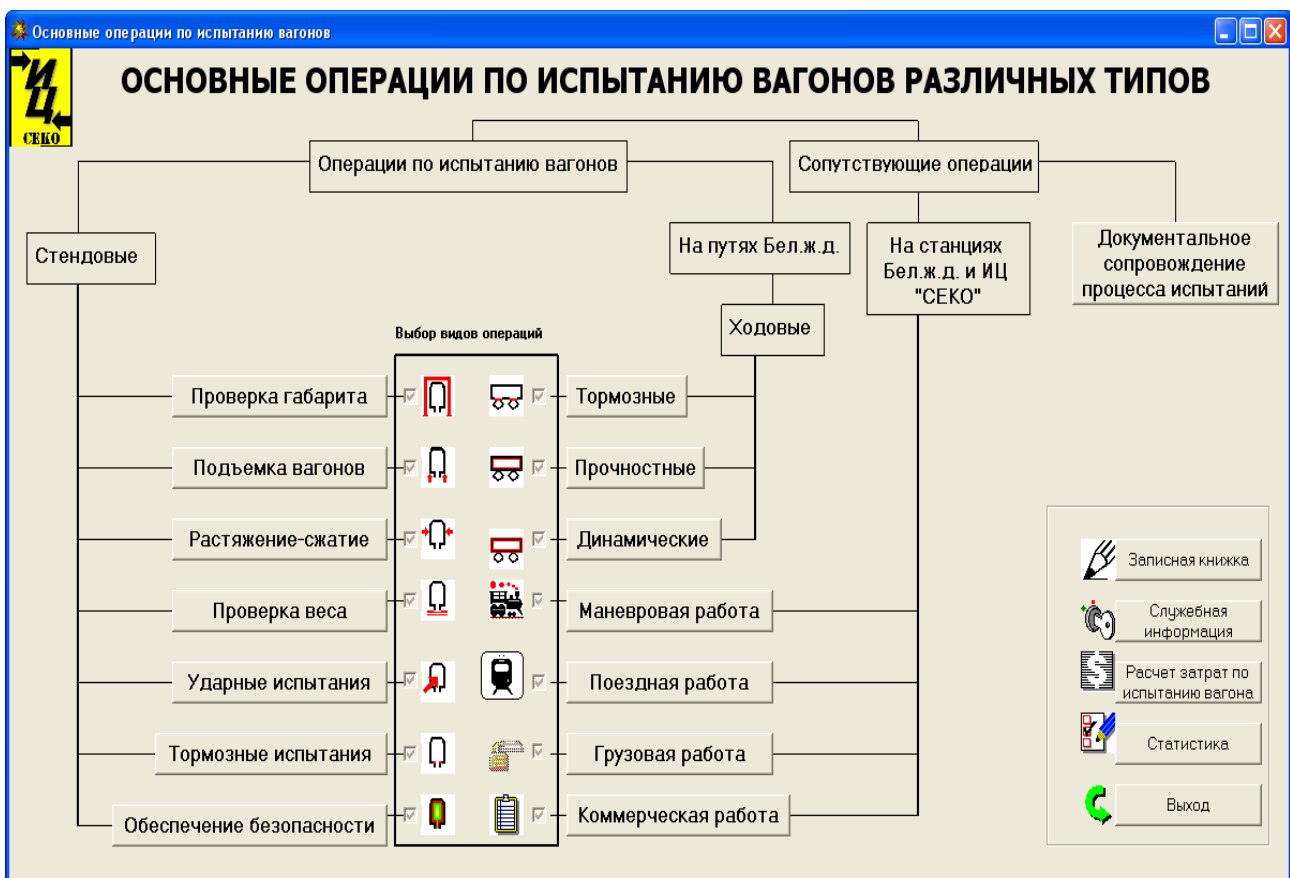 Основные операции по испытанию вагонов
ИЦ
СЕКО
ОСНОВНЫЕ ОПЕРАЦИИ ПО ИСПЫТАНИЮ ВАГОНОВ РАЗЛИЧНЫХ ТИПОВ
Операции по испытанию вагонов
Сопутствующие операции
Стендовые
На путях Бел.ж.д.
На станциях
Бел.ж.д. и ИЦ
"СЕКО"
Документальное
сопровождение
процесса испытаний
Ходовые
Выбор видов операций
Проверка габарита
Тормозные
Подъемка вагонов
Прочностные
Растяжение-сжатие
Динамические
Проверка веса
Маневровая работа
Ударные испытания
Поездная работа
Тормозные испытания
Грузовая работа
Обеспечение безопасности
Коммерческая работа
Записная книжка
Служебная
информация
Расчет затрат по
испытанию вагона
Статистика
Выход